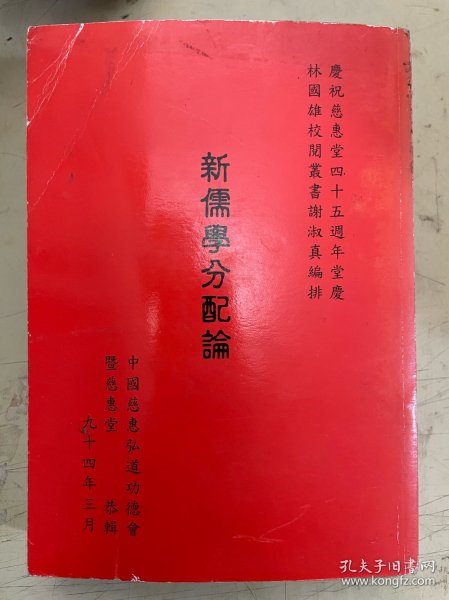 慶祝慈惠堂四十五週年堂慶
林國雄校閱叢書謝淑真編排
新儒學分配論
中國慈惠弘道功德會
暨慈惠堂 恭輯
九十四年三月
孔夫子旧书网
www.kongfz.com